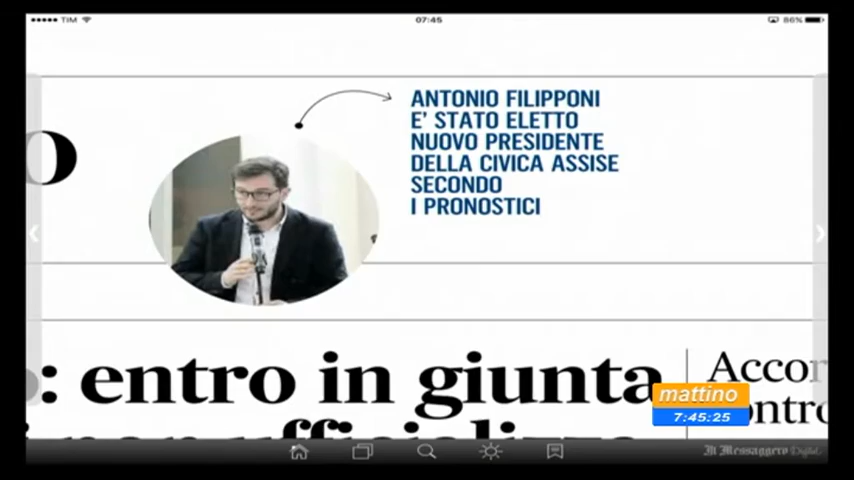 TIM
07:45
86%
ANTONIO FILIPPONI
E' STATO ELETTO
NUOVO PRESIDENTE
DELLA CIVICA ASSISE
SECONDO
I PRONOSTICI
o
: entro in giunta
Accor
ontro
mattino
7:45:25
Il Messaggero Digital